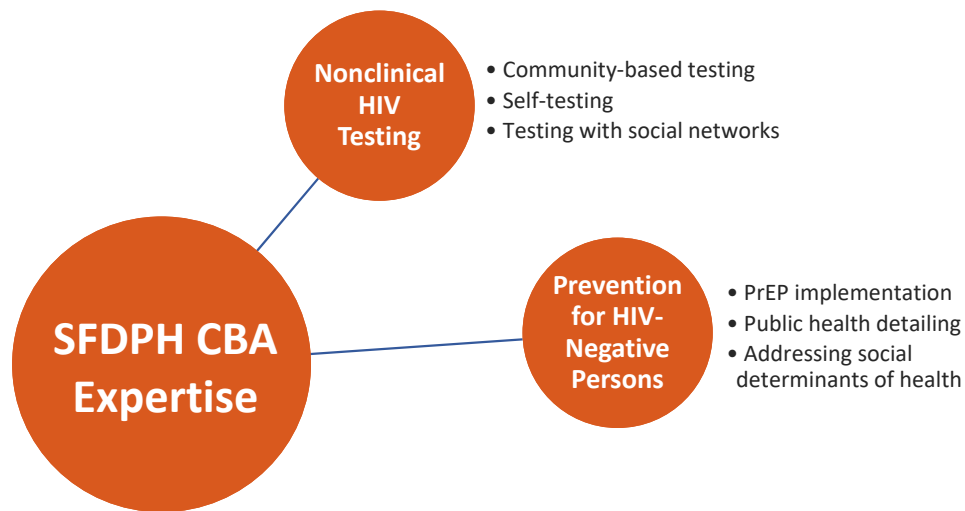 Nonclinical
HIV
Testing
• Community-based testing
• Self-testing
• Testing with social networks
SFDPH CBA
Expertise
Prevention
for HIV-
Negative
Persons
• PrEP implementation
• Public health detailing
• Addressing social
determinants of health